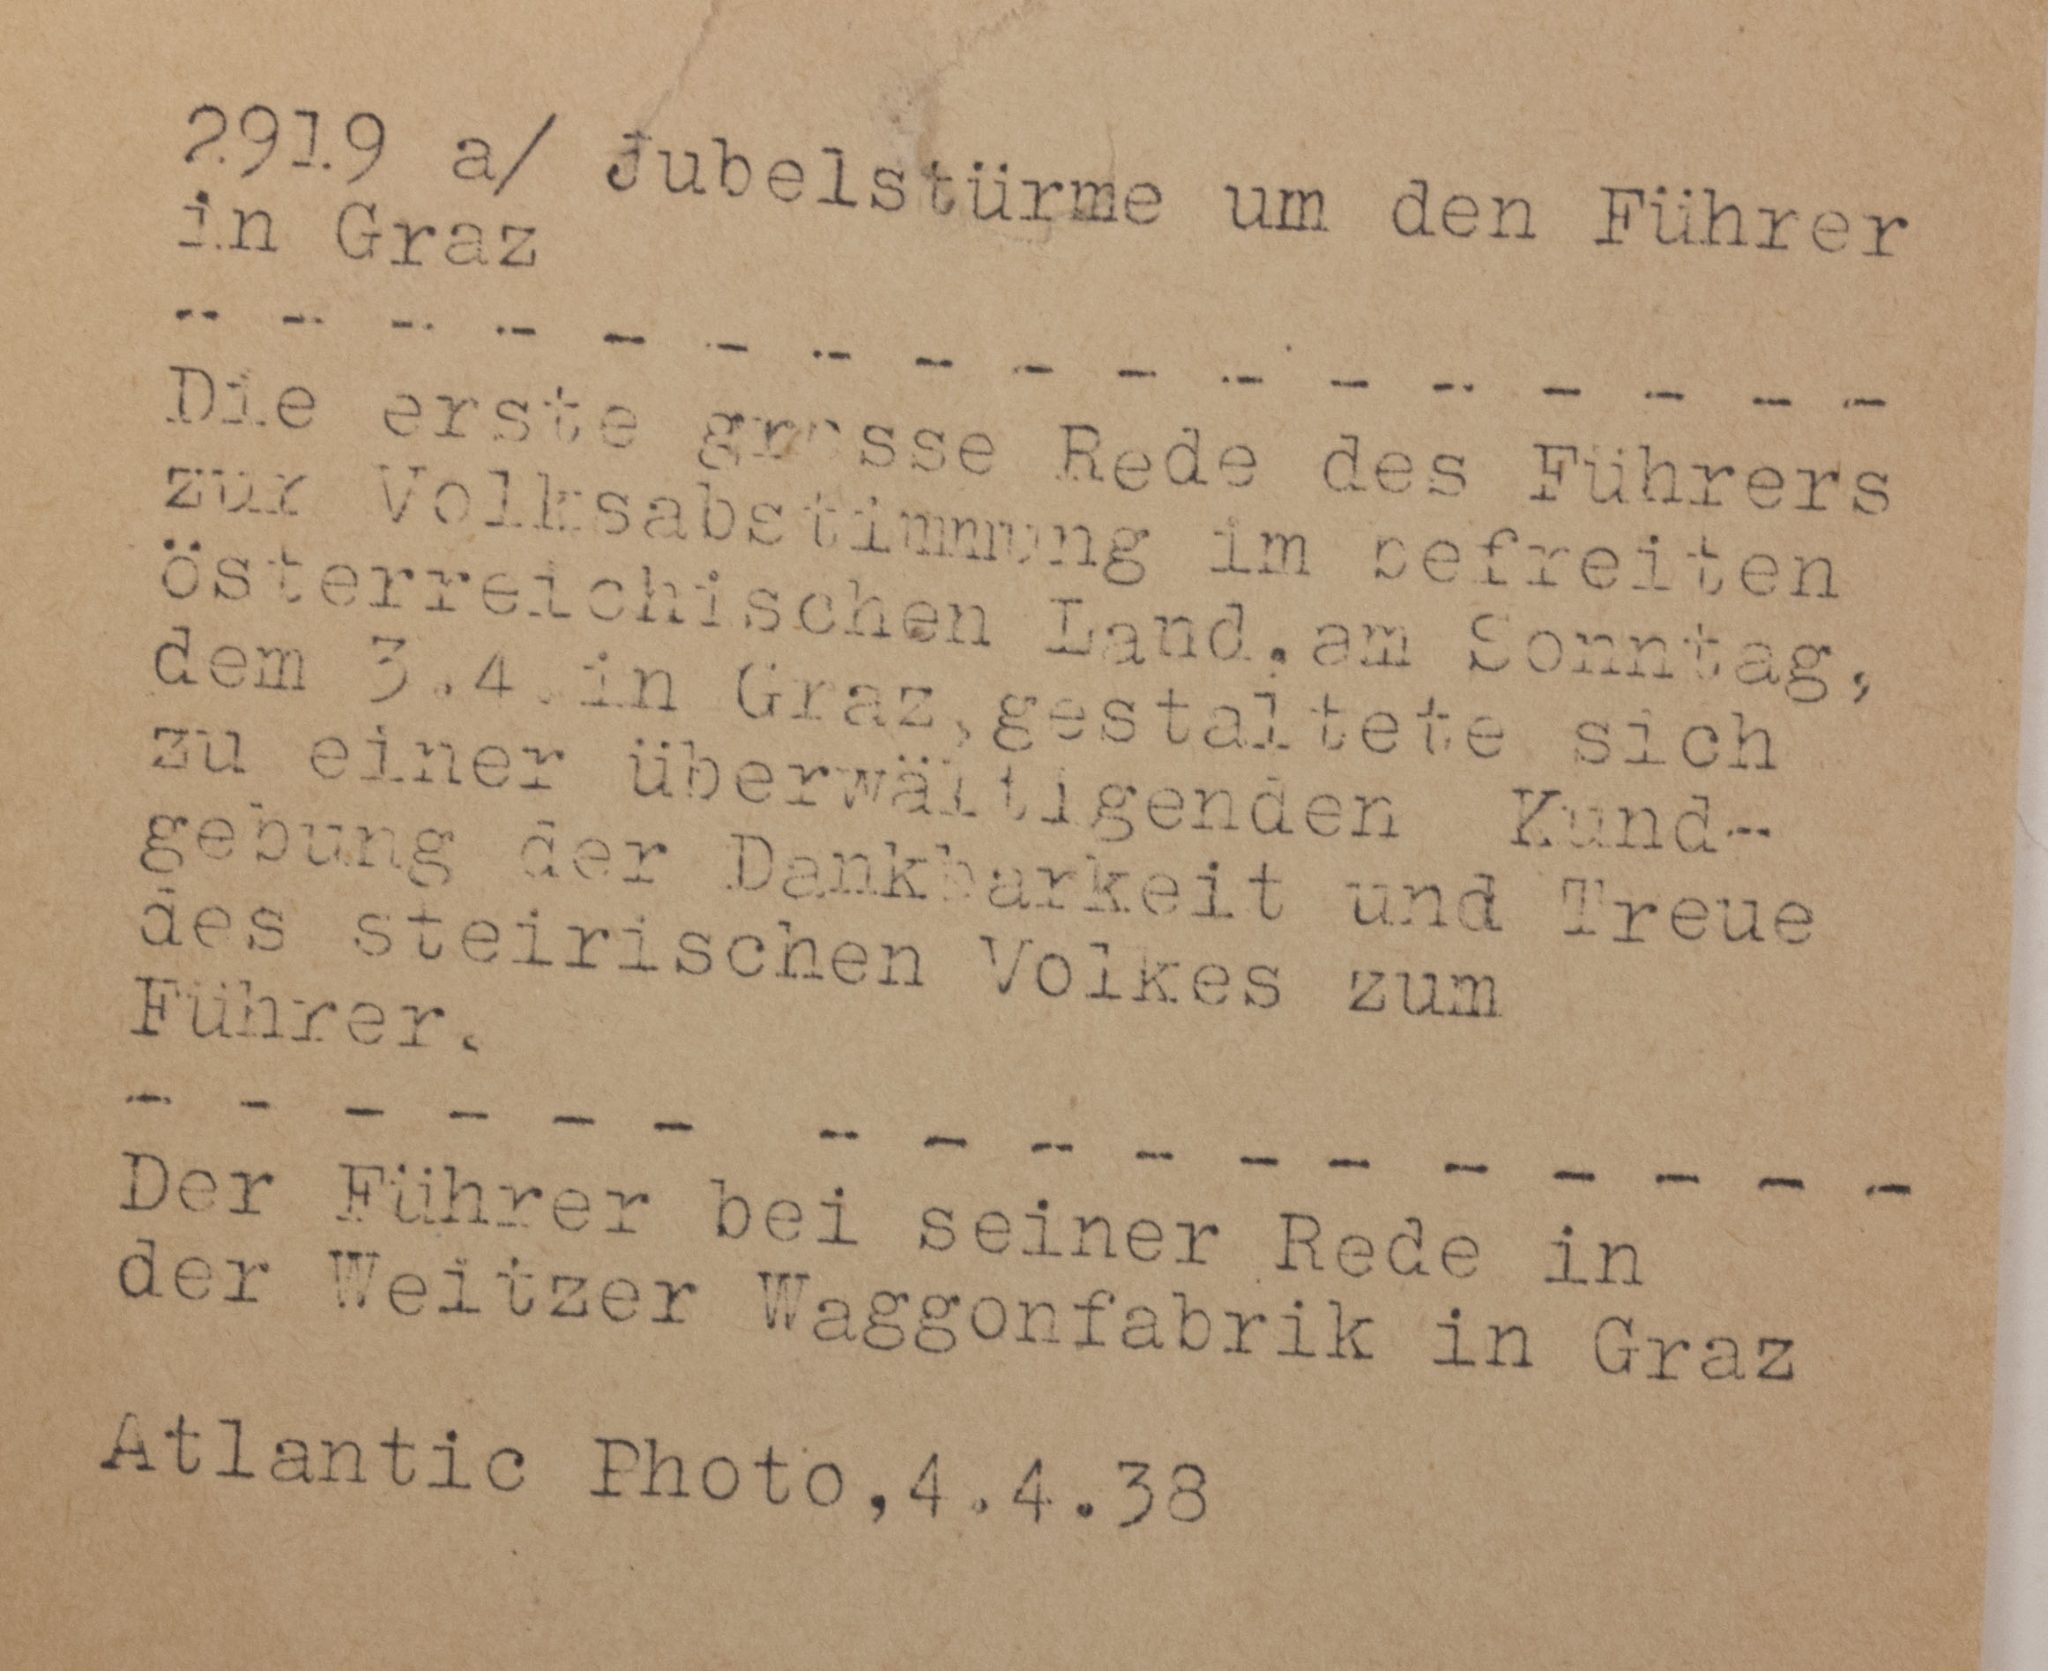 2919 a/ Jubelstürme um den Führer
in Graz
- - - - - - - - - - - - - - - - -
Die erste grosse Rede des Führers
zur Volksabstimmung im befreiten
österreichischen Land.am Sonntag,
dem 3.4.in Graz,gestaltete sich
zu einer überwältigenden Kund-
gebung der Dankbarkeit und Treue
des steirischen Volkes zum
Führer.
- - - - - - - - - - - - - - - - -
Der Führer bei seiner Rede in
der Weitzer Waggonfabrik in Graz
Atlantic Photo,4.4.38